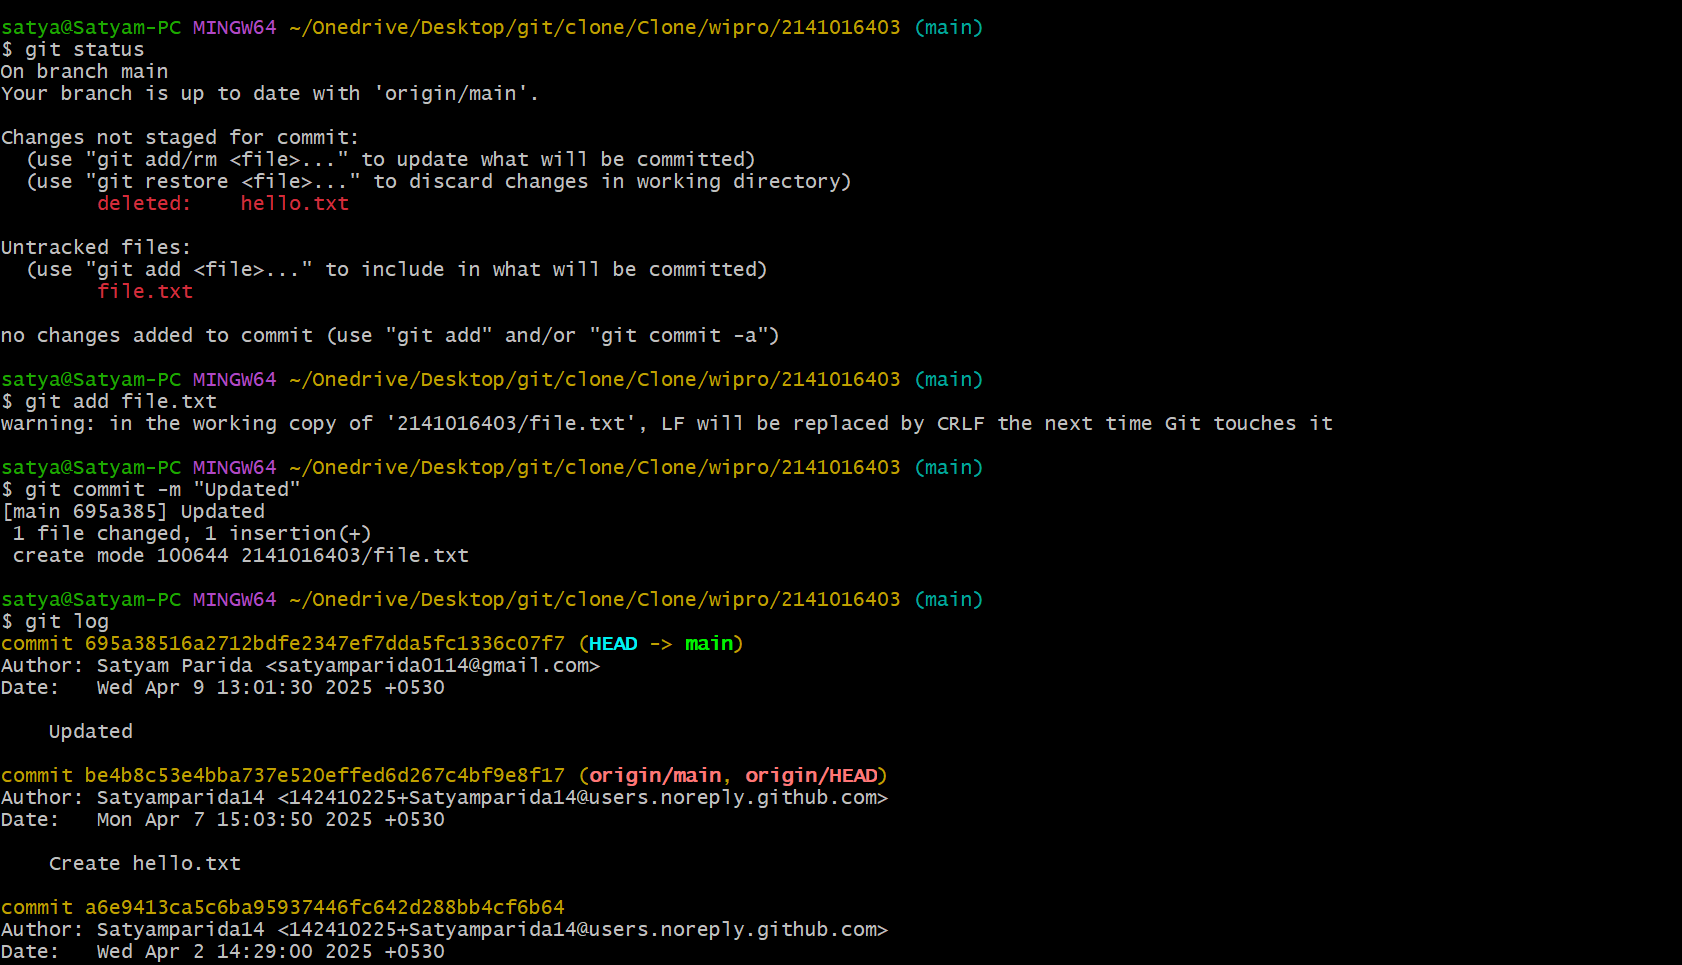 satya@Satyam-PC MINGW64 ~/Onedrive/Desktop/git/clone/Clone/wipro/2141016403 (main)
$ git status
On branch main
Your branch is up to date with 'origin/main'.
Changes not staged for commit:
  (use "git add/rm <file>..." to update what will be committed)
  (use "git restore <file>..." to discard changes in working directory)
        deleted:    hello.txt
Untracked files:
  (use "git add <file>..." to include in what will be committed)
        file.txt
no changes added to commit (use "git add" and/or "git commit -a")
satya@Satyam-PC MINGW64 ~/Onedrive/Desktop/git/clone/Clone/wipro/2141016403 (main)
$ git add file.txt
warning: in the working copy of '2141016403/file.txt', LF will be replaced by CRLF the next time Git touches it
satya@Satyam-PC MINGW64 ~/Onedrive/Desktop/git/clone/Clone/wipro/2141016403 (main)
$ git commit -m "Updated"
[main 695a385] Updated
 1 file changed, 1 insertion(+)
 create mode 100644 2141016403/file.txt
satya@Satyam-PC MINGW64 ~/Onedrive/Desktop/git/clone/Clone/wipro/2141016403 (main)
$ git log
commit 695a38516a2712bdfe2347ef7dda5fc1336c07f7 (HEAD -> main)
Author: Satyam Parida <satyamparida0114@gmail.com>
Date:   Wed Apr 9 13:01:30 2025 +0530
    Updated
commit be4b8c53e4bba737e520effed6d267c4bf9e8f17 (origin/main, origin/HEAD)
Author: Satyamparida14 <142410225+Satyamparida14@users.noreply.github.com>
Date:   Mon Apr 7 15:03:50 2025 +0530
    Create hello.txt
commit a6e9413ca5c6ba95937446fc642d288bb4cf6b64
Author: Satyamparida14 <142410225+Satyamparida14@users.noreply.github.com>
Date:   Wed Apr 2 14:29:00 2025 +0530